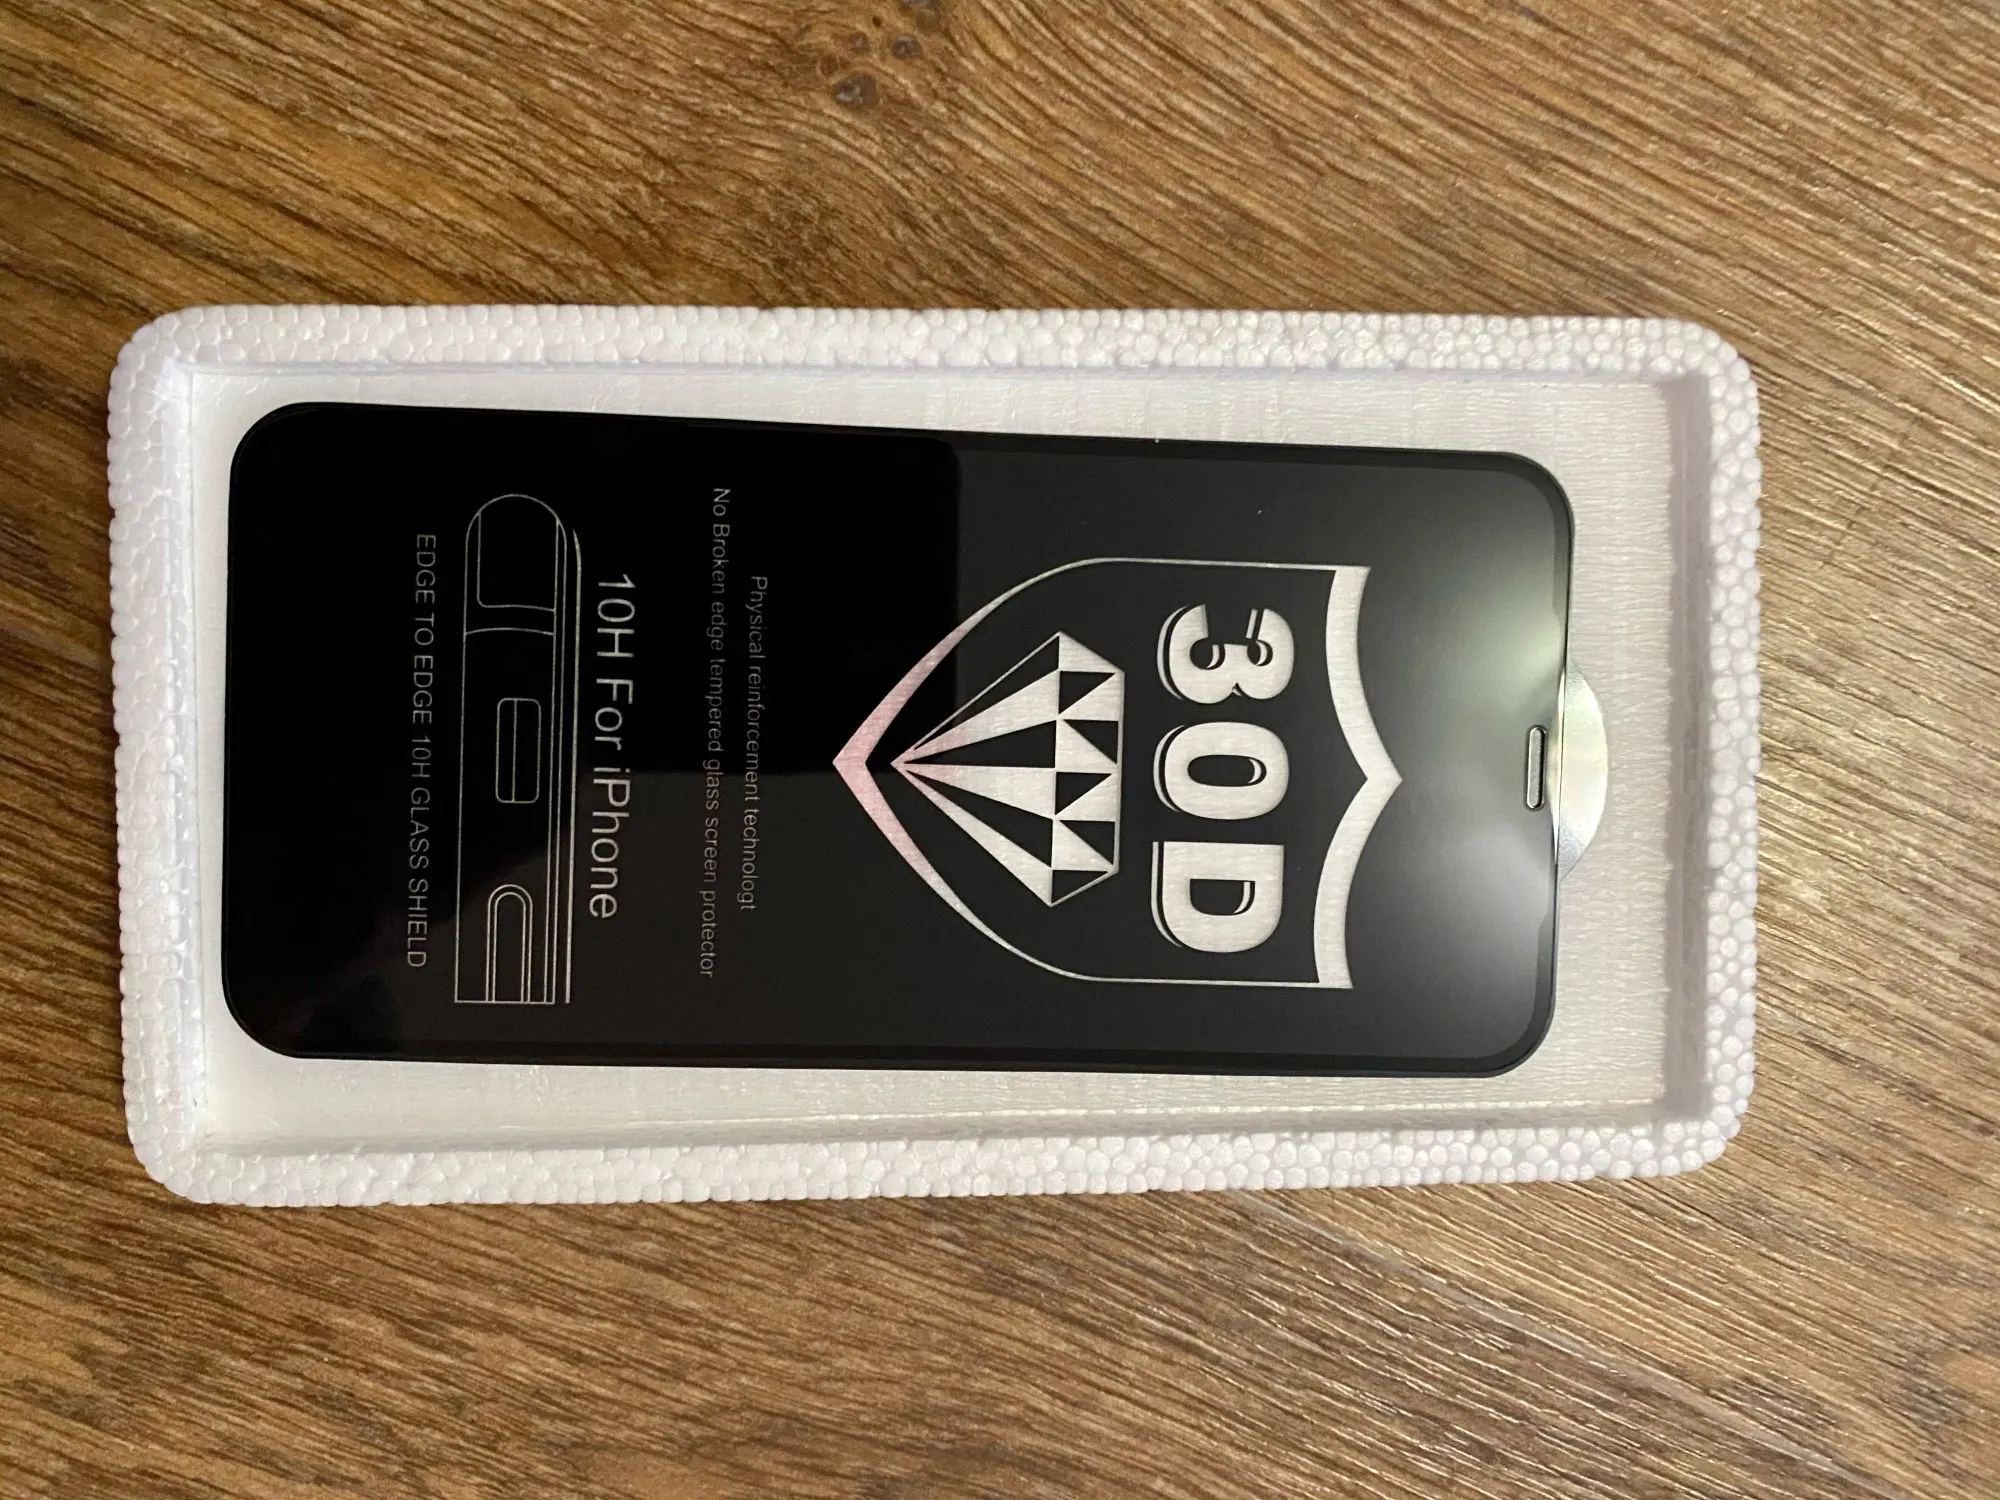 30D
Physical reinforcement technologt
No Broken edge tempered glass screen protector
10H For iPhone
EDGE TO EDGE 10H GLASS SHIELD